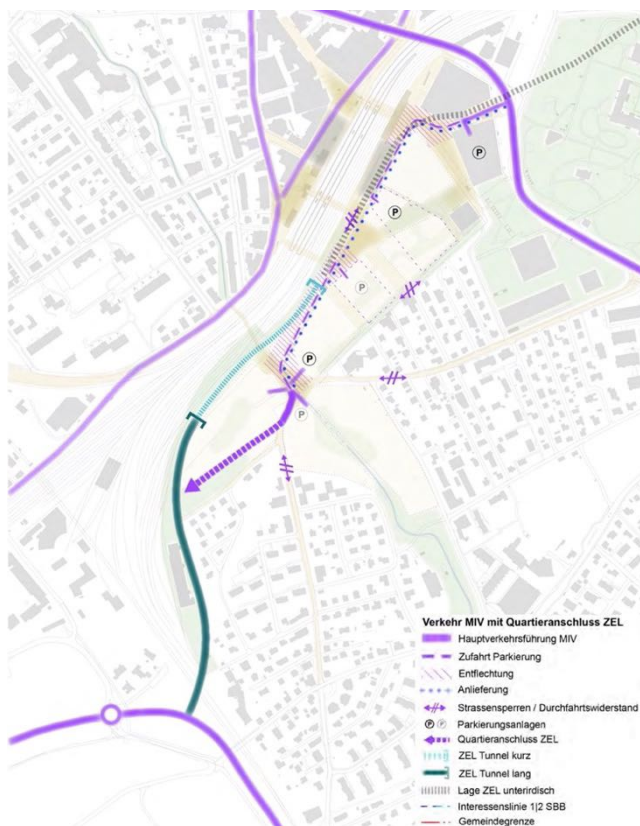 P
P
P
P
P
Verkehr MIV mit Quartieranschluss ZEL
Hauptverkehrsführung MIV
Zufahrt Parkierung
Entflechtung
Anlieferung
Strassensperren / Durchfahrtswiderstand
P P Parkierungsanlagen
Quartieranschluss ZEL
ZEL Tunnel kurz
ZEL Tunnel lang
Lage ZEL unterirdisch
Interessenslinie 1|2 SBB
Gemeindegrenze